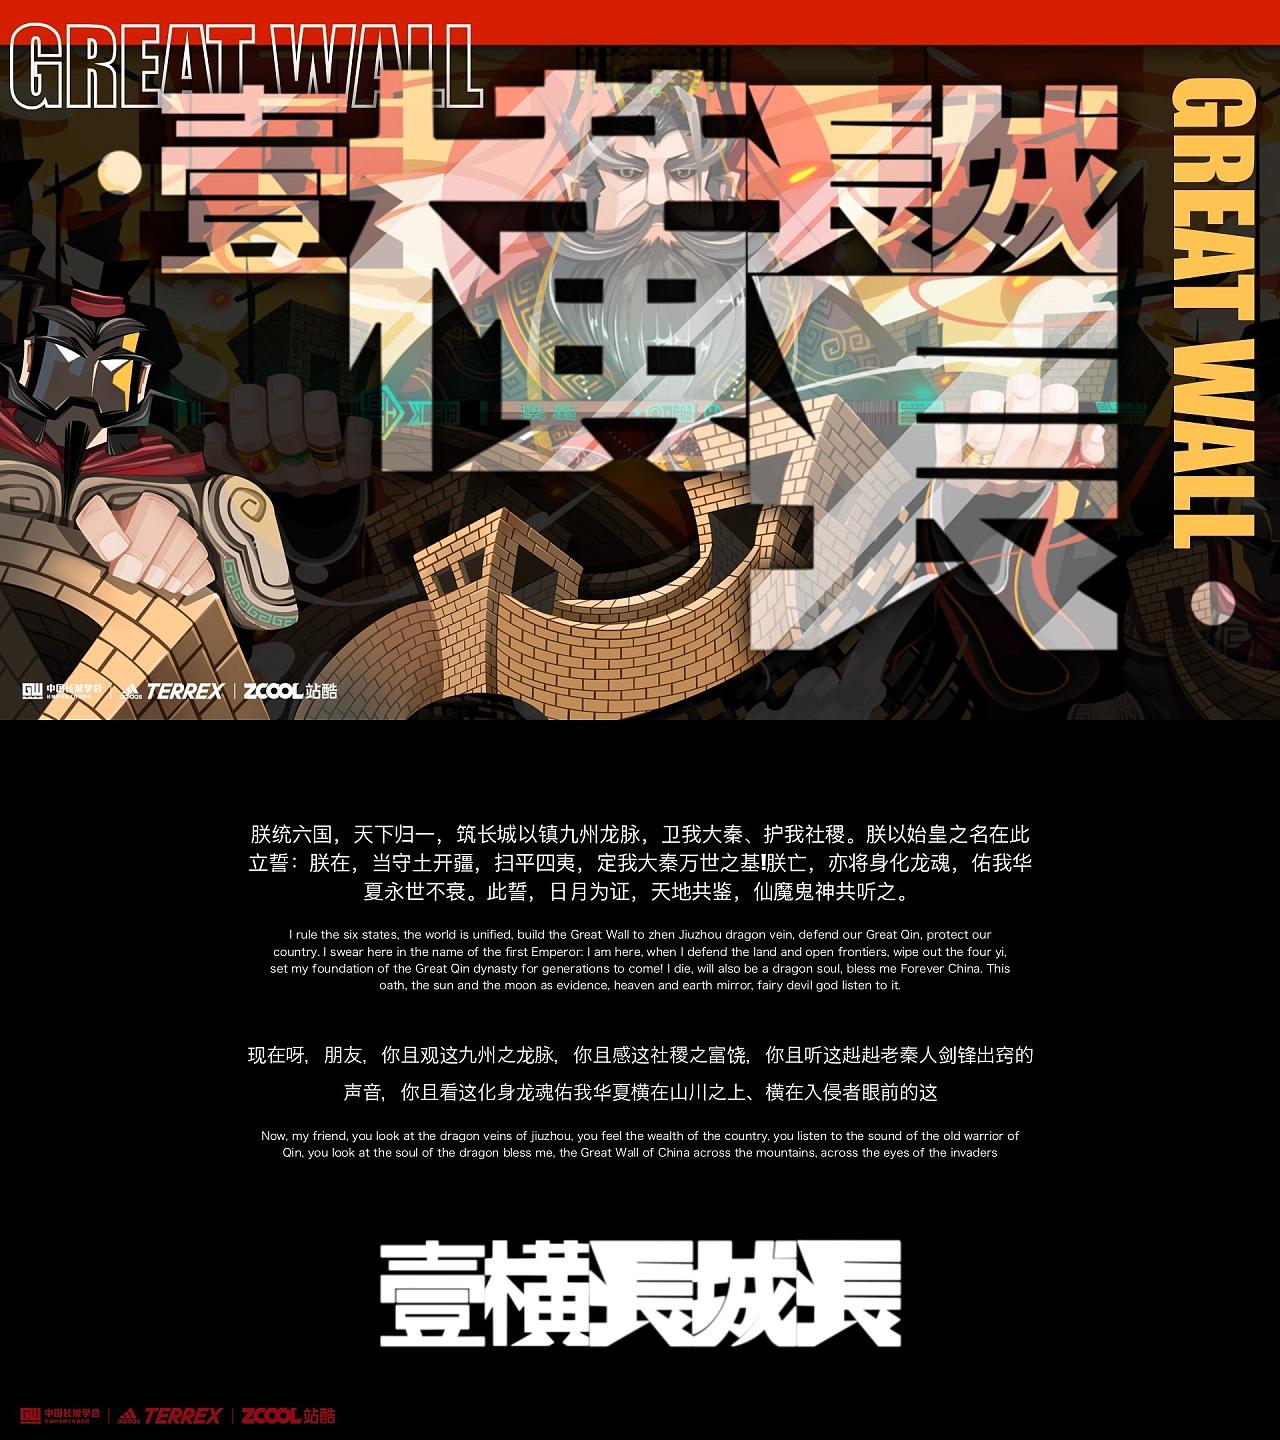 GREAT WALL
壹橫長城
長
GREAT WALL
GW 中国长城学会 | adidas TERREX | ZCOOL 站酷
朕统六国，天下归一，筑长城以镇九州龙脉，卫我大秦、护我社稷。朕以始皇之名在此
立誓：朕在，当守土开疆，扫平四夷，定我大秦万世之基!朕亡，亦将身化龙魂，佑我华
夏永世不衰。此誓，日月为证，天地共鉴，仙魔鬼神共听之。
I rule the six states, the world is unified, build the Great Wall to zhen Jiuzhou dragon vein, defend our Great Qin, protect our
country. I swear here in the name of the first Emperor: I am here, when I defend the land and open frontiers, wipe out the four yi,
set my foundation of the Great Qin dynasty for generations to come! I die, will also be a dragon soul, bless me Forever China. This
oath, the sun and the moon as evidence, heaven and earth mirror, fairy devil god listen to it.
现在呀，朋友，你且观这九州之龙脉，你且感这社稷之富饶，你且听这赳赳老秦人剑锋出窍的
声音，你且看这化身龙魂佑我华夏横在山川之上、横在入侵者眼前的这
Now, my friend, you look at the dragon veins of jiuzhou, you feel the wealth of the country, you listen to the sound of the old warrior of
Qin, you look at the soul of the dragon bless me, the Great Wall of China across the mountains, across the eyes of the invaders
壹橫長城長
GW 中国长城学会 | adidas TERREX | ZCOOL 站酷